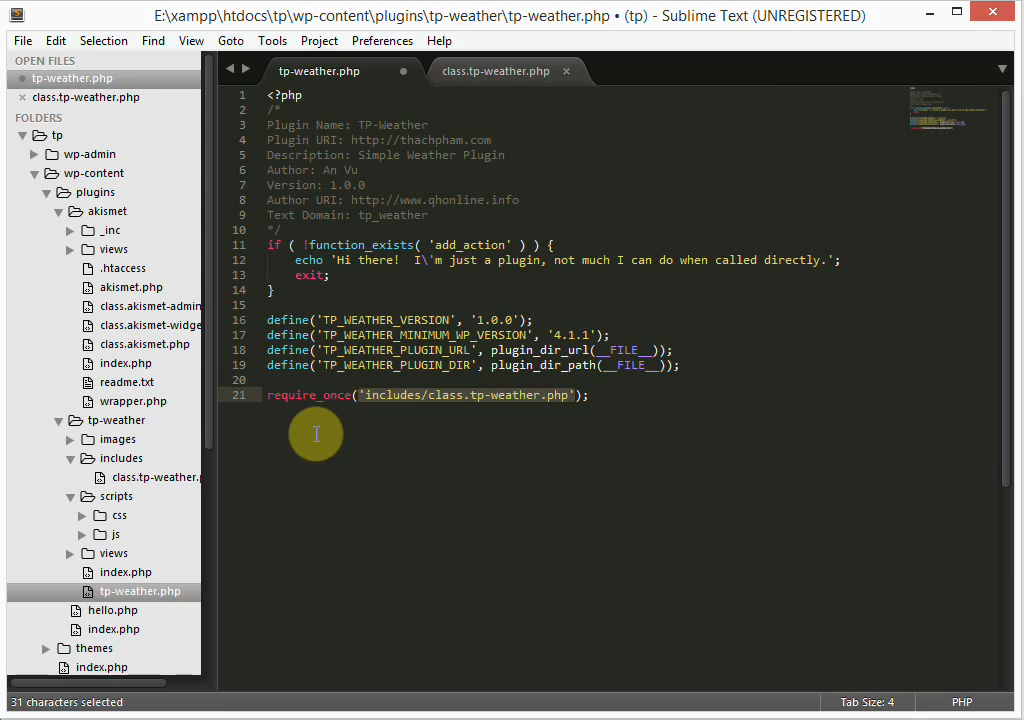 E:\xampp\htdocs\tp\wp-content\plugins\tp-weather\tp-weather.php • (tp) - Sublime Text (UNREGISTERED)
File Edit Selection Find View Goto Tools Project Preferences Help
OPEN FILES
tp-weather.php
class.tp-weather.php
FOLDERS
tp
wp-admin
wp-content
plugins
akismet
_inc
views
.htaccess
akismet.php
class.akismet-admin
class.akismet-widge
class.akismet.php
index.php
readme.txt
wrapper.php
tp-weather
images
includes
class.tp-weather.p
scripts
css
js
views
index.php
tp-weather.php
hello.php
index.php
themes
index.php
tp-weather.php class.tp-weather.php
1 <?php
2 /*
3 Plugin Name: TP-Weather
4 Plugin URI: http://thachpham.com
5 Description: Simple Weather Plugin
6 Author: An Vu
7 Version: 1.0.0
8 Author URI: http://www.qhonline.info
9 Text Domain: tp_weather
10 */
11 if ( !function_exists( 'add_action' ) ) {
12 echo 'Hi there!  I\'m just a plugin, not much I can do when called directly.';
13 exit;
14 }
15
16 define('TP_WEATHER_VERSION', '1.0.0');
17 define('TP_WEATHER_MINIMUM_WP_VERSION', '4.1.1');
18 define('TP_WEATHER_PLUGIN_URL', plugin_dir_url(__FILE__));
19 define('TP_WEATHER_PLUGIN_DIR', plugin_dir_path(__FILE__));
20
21 require_once('includes/class.tp-weather.php');
31 characters selected Tab Size: 4 PHP